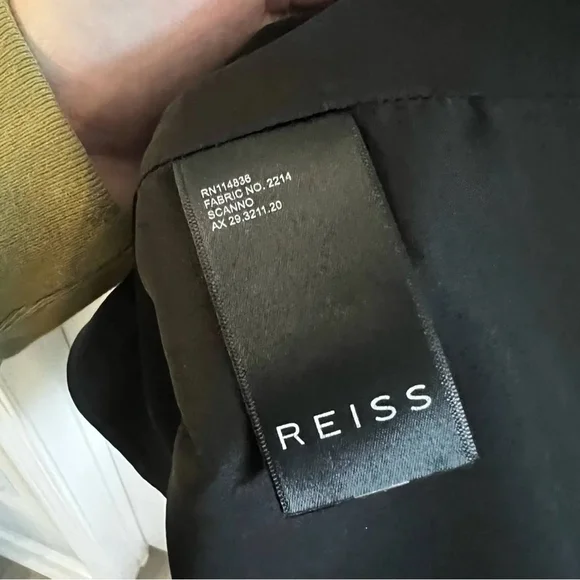 RN114836
FABRIC NO. 2214
SCANNO
AX 29.3211.20
REISS